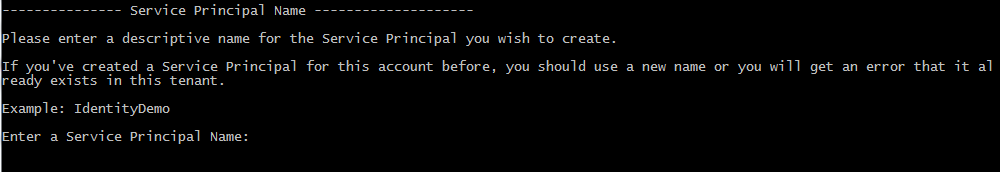 --------------- Service Principal Name --------------------
Please enter a descriptive name for the Service Principal you wish to create.
If you've created a Service Principal for this account before, you should use a new name or you will get an error that it al
ready exists in this tenant.
Example: IdentityDemo
Enter a Service Principal Name: